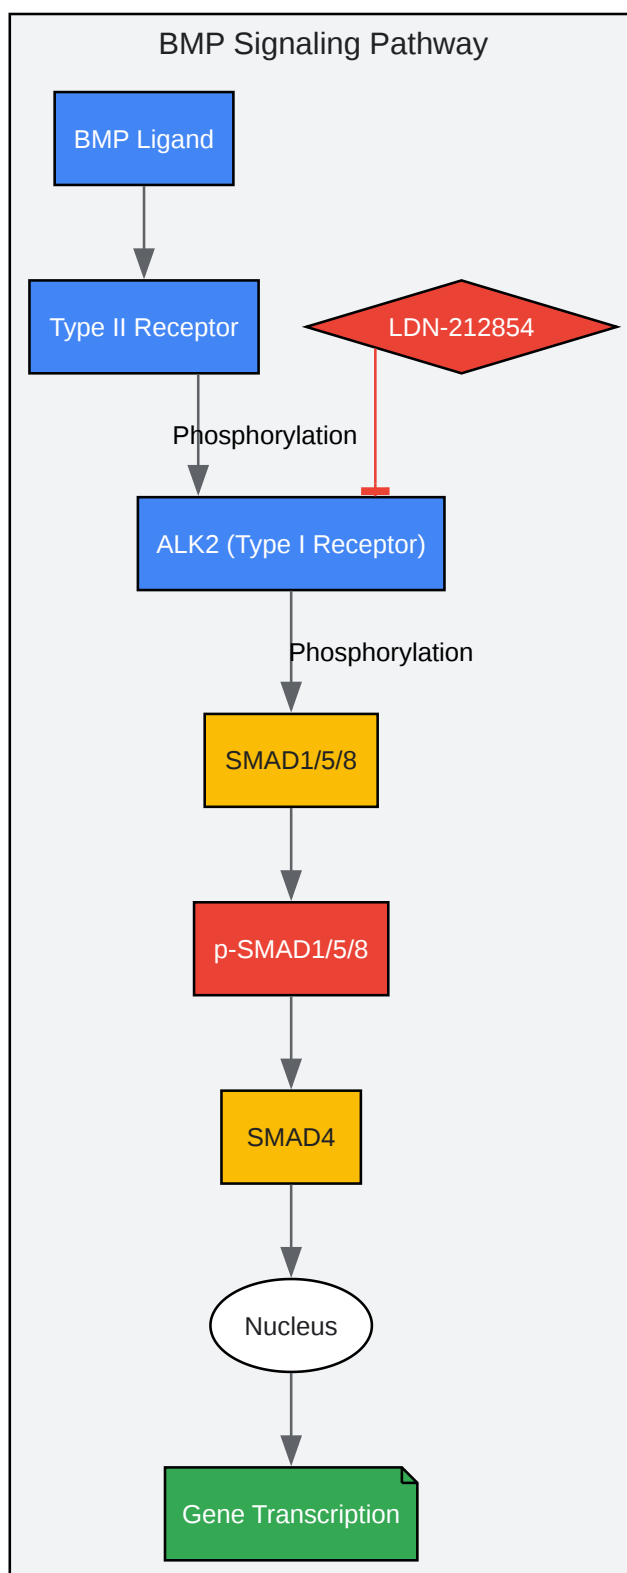 BMP Signaling Pathway
BMP Ligand
Type II Receptor
LDN-212854
Phosphorylation
ALK2 (Type I Receptor)
Phosphorylation
SMAD1/5/8
p-SMAD1/5/8
SMAD4
Nucleus
Gene Transcription